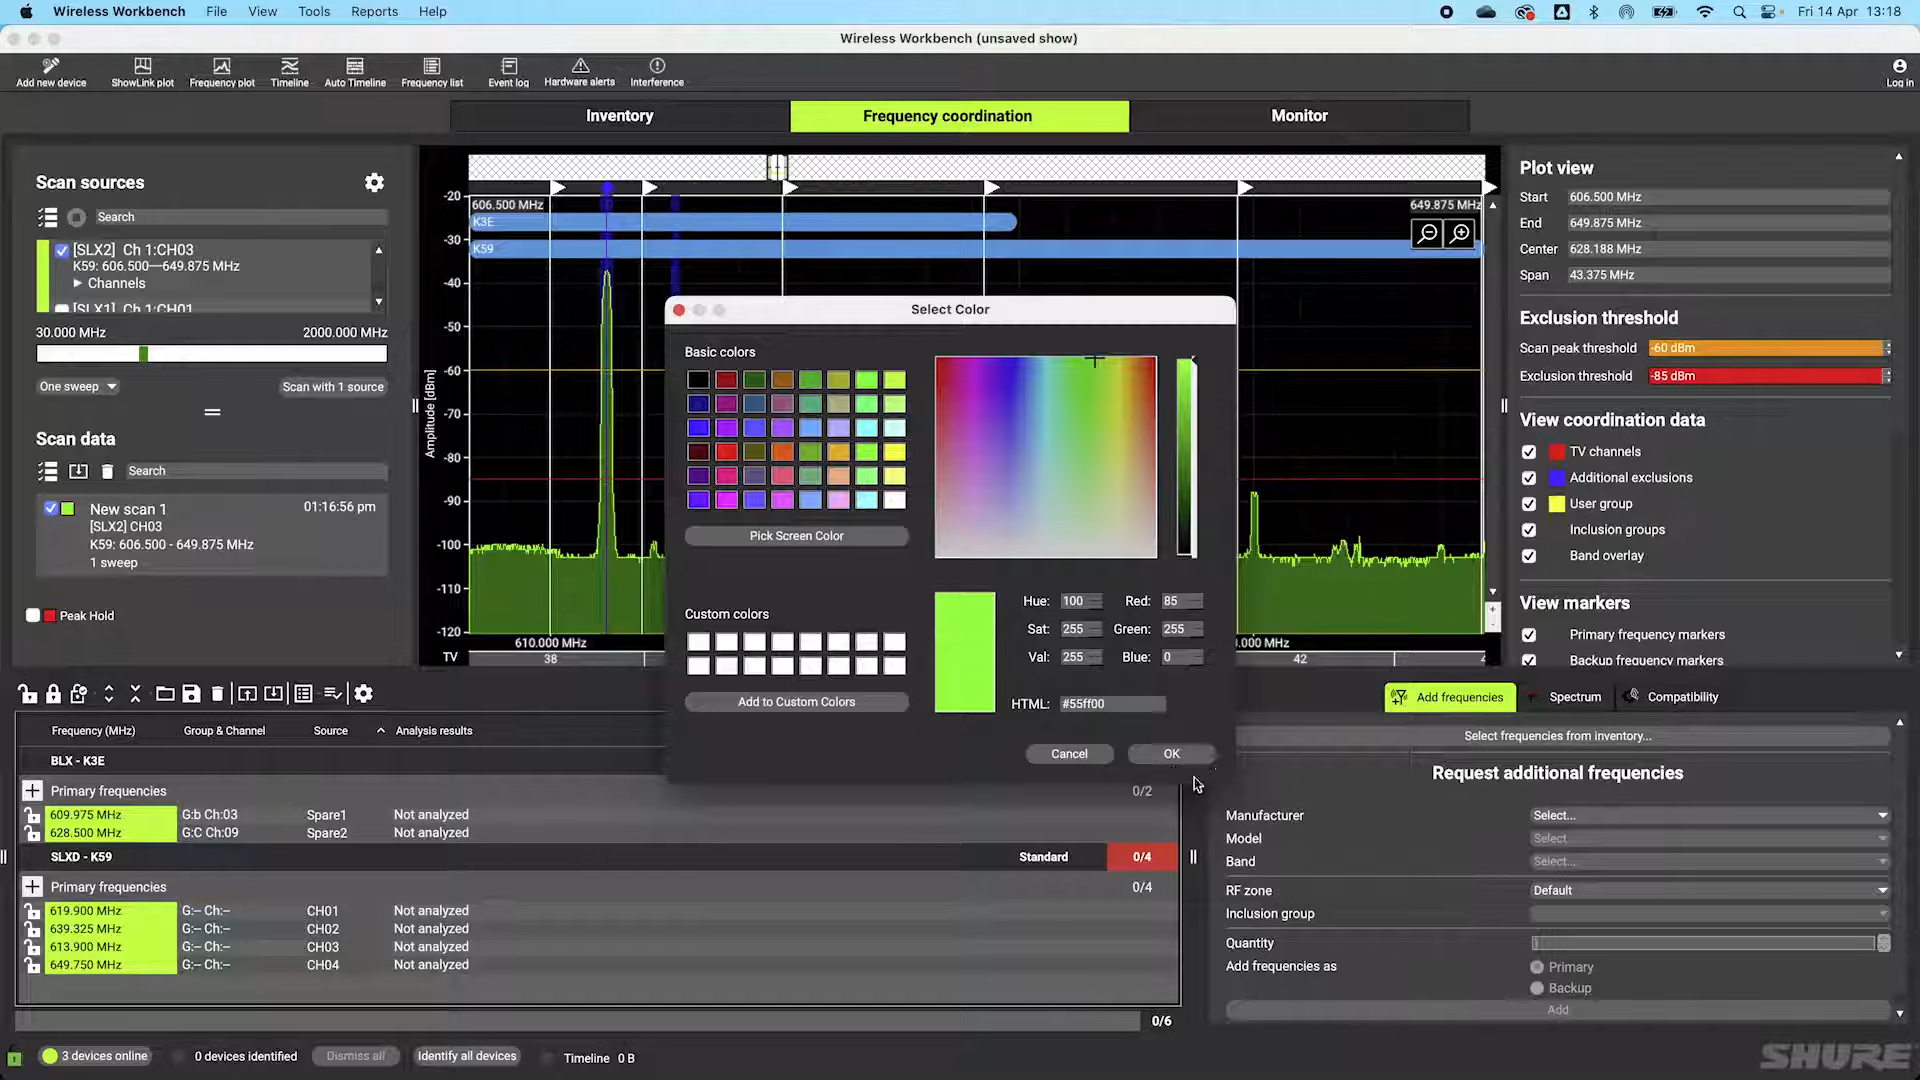 Wireless Workbench File View Tools Reports Help
Fri 14 Apr 13:18
Wireless Workbench (unsaved show)
Add new device ShowLink plot Frequency plot Timeline Auto Timeline Frequency list Event log Hardware alerts Interference
Log in
Inventory Frequency coordination Monitor
Scan sources
Search
[SLX2] Ch 1:CH03
K59: 606.500—649.875 MHz
Channels
[SLX1] Ch 1:CH01
30.000 MHz 2000.000 MHz
One sweep Scan with 1 source
Scan data
Search
New scan 1 01:16:56 pm
[SLX2] CH03
K59: 606.500 - 649.875 MHz
1 sweep
Peak Hold
Amplitude [dBm]
-20
-30
-40
-50
-60
-70
-80
-90
-100
-110
-120
TV
606.500 MHz 649.875 MHz
K3E
K59
610.000 MHz
38 42
Select Color
Basic colors
Pick Screen Color
Custom colors
Add to Custom Colors
Hue: 100 Red: 85
Sat: 255 Green: 255
Val: 255 Blue: 0
HTML: #55ff00
Cancel OK
Plot view
Start 606.500 MHz
End 649.875 MHz
Center 628.188 MHz
Span 43.375 MHz
Exclusion threshold
Scan peak threshold -60 dBm
Exclusion threshold -85 dBm
View coordination data
TV channels
Additional exclusions
User group
Inclusion groups
Band overlay
View markers
Primary frequency markers
Backup frequency markers
Frequency (MHz) Group & Channel Source Analysis results
BLX - K3E
Primary frequencies 0/2
609.975 MHz G:b Ch:03 Spare1 Not analyzed
628.500 MHz G:C Ch:09 Spare2 Not analyzed
SLXD - K59 Standard 0/4
Primary frequencies 0/4
619.900 MHz G:-- Ch:-- CH01 Not analyzed
639.325 MHz G:-- Ch:-- CH02 Not analyzed
613.900 MHz G:-- Ch:-- CH03 Not analyzed
649.750 MHz G:-- Ch:-- CH04 Not analyzed
0/6
Add frequencies Spectrum Compatibility
Select frequencies from inventory...
Request additional frequencies
Manufacturer Select...
Model Select
Band Select...
RF zone Default
Inclusion group
Quantity
Add frequencies as Primary
Backup
Add
3 devices online 0 devices identified Dismiss all Identify all devices Timeline 0 B
SHURE